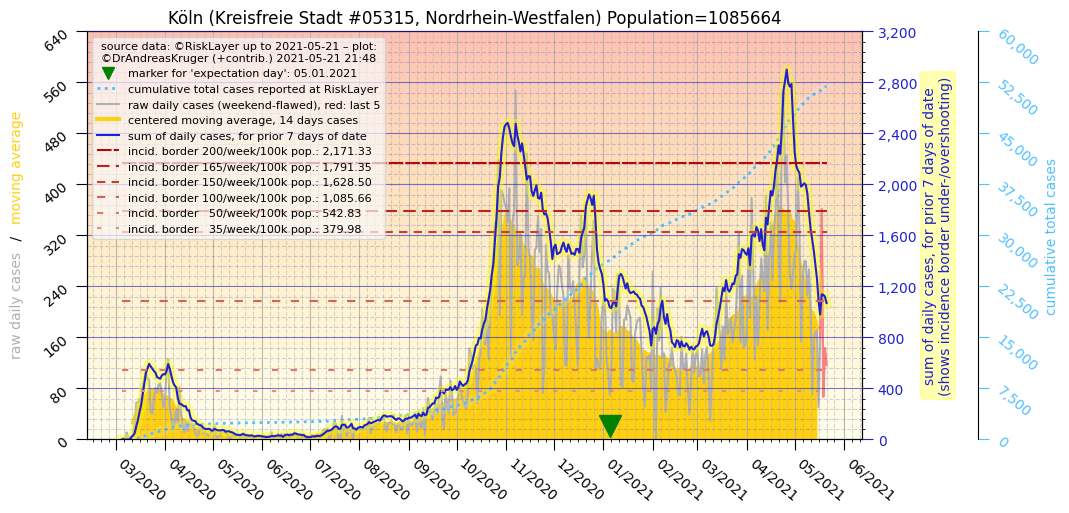 Köln (Kreisfreie Stadt #05315, Nordrhein-Westfalen) Population=1085664
source data: ©RiskLayer up to 2021-05-21 – plot:
©DrAndreasKruger (+contrib.) 2021-05-21 21:48
marker for 'expectation day': 05.01.2021
cumulative total cases reported at RiskLayer
raw daily cases (weekend-flawed), red: last 5
centered moving average, 14 days cases
sum of daily cases, for prior 7 days of date
incid. border 200/week/100k pop.: 2,171.33
incid. border 165/week/100k pop.: 1,791.35
incid. border 150/week/100k pop.: 1,628.50
incid. border 100/week/100k pop.: 1,085.66
incid. border   50/week/100k pop.: 542.83
incid. border   35/week/100k pop.: 379.98
raw daily cases / moving average
640
560
480
400
320
240
160
80
0
03/2020
04/2020
05/2020
06/2020
07/2020
08/2020
09/2020
10/2020
11/2020
12/2020
01/2021
02/2021
03/2021
04/2021
05/2021
06/2021
3,200
2,800
2,400
2,000
1,600
1,200
800
400
0
sum of daily cases, for prior 7 days of date
(shows incidence border under-/overshooting)
60,000
52,500
45,000
37,500
30,000
22,500
15,000
7,500
0
cumulative total cases